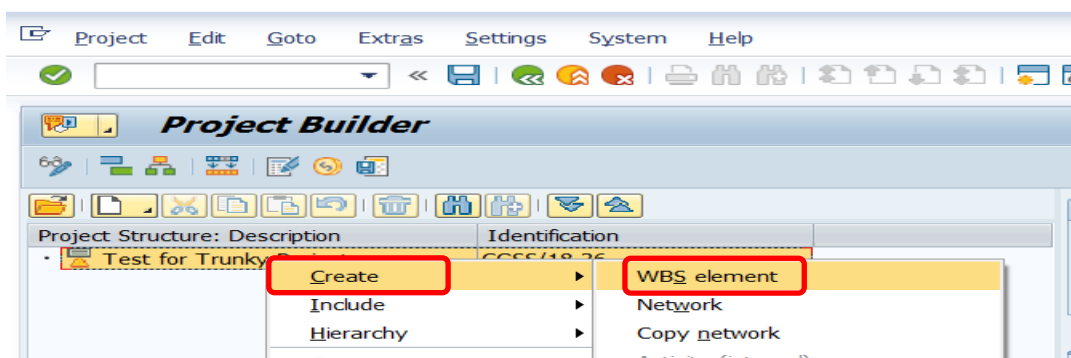 Project Edit Goto Extras Settings System Help
Project Builder
Project Structure: Description Identification
Test for Trunky
Create WBS element
Include Network
Hierarchy Copy network